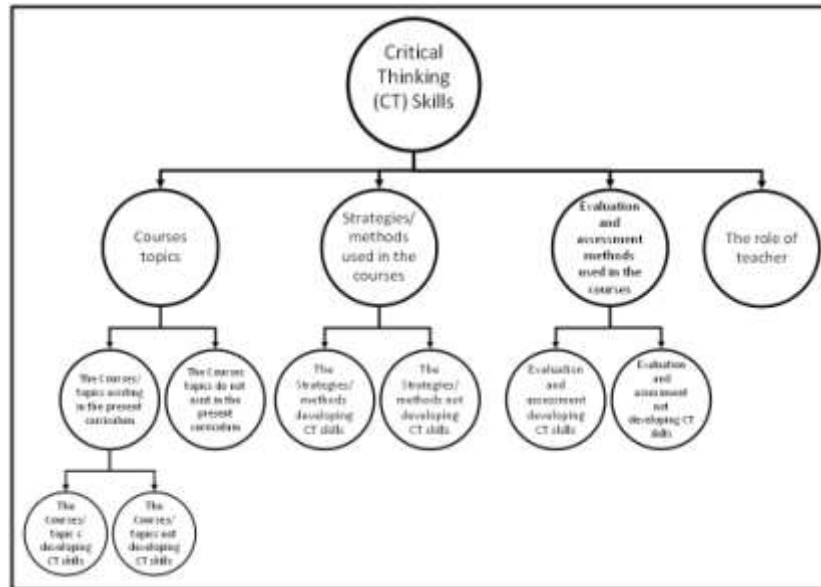 Critical
Thinking
(CT) Skills
Courses
topics
Strategies/
methods
used in the
courses
Evaluation
and
assessment
methods
used in the
courses
The role of
teacher
The Courses/
Topics existing
in the present
curriculum
The Courses
topics do not
exist in the
present
curriculum
The
Strategies/
methods
developing
CT skills
The
Strategies/
methods not
developing
CT skills
Evaluation
and
assessment
developing
CT skills
Evaluation
and
assessment
not
developing CT
skills
The
Courses/
topic s
developing
CT skills
The
Courses/
topics not
developing
CT skills